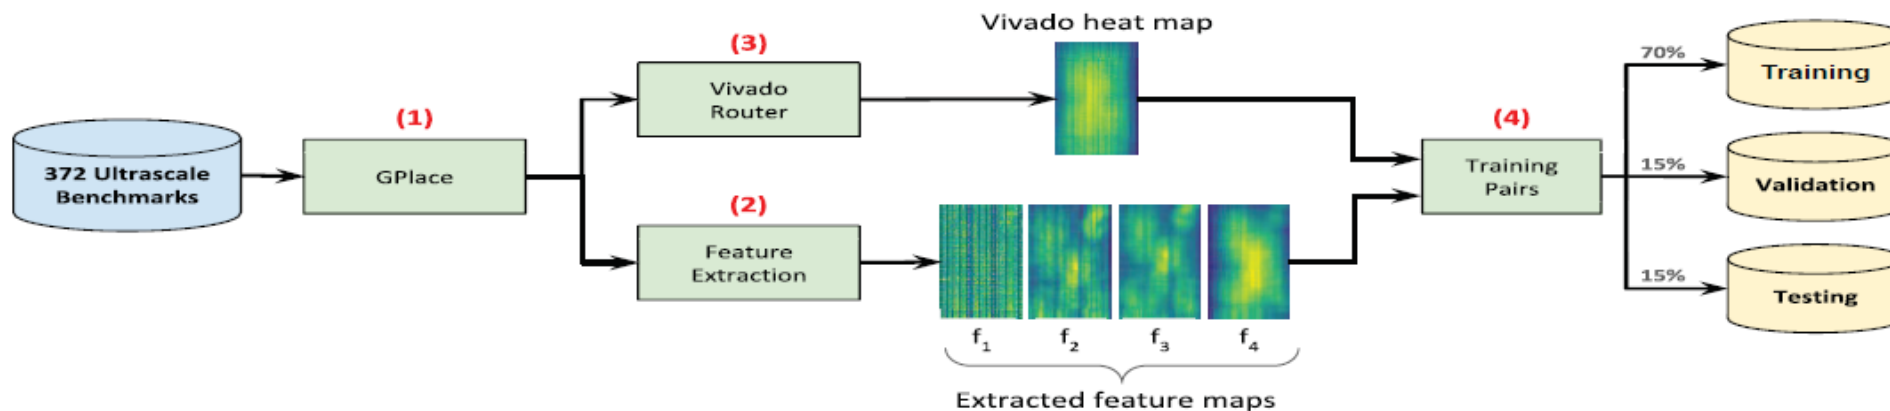 Vivado heat map
(3)
Vivado
Router
(1)
GPlace
372 Ultrascale
Benchmarks
(2)
Feature
Extraction
f1
f2
f3
f4
Extracted feature maps
(4)
Training
Pairs
70%
Training
15%
Validation
15%
Testing